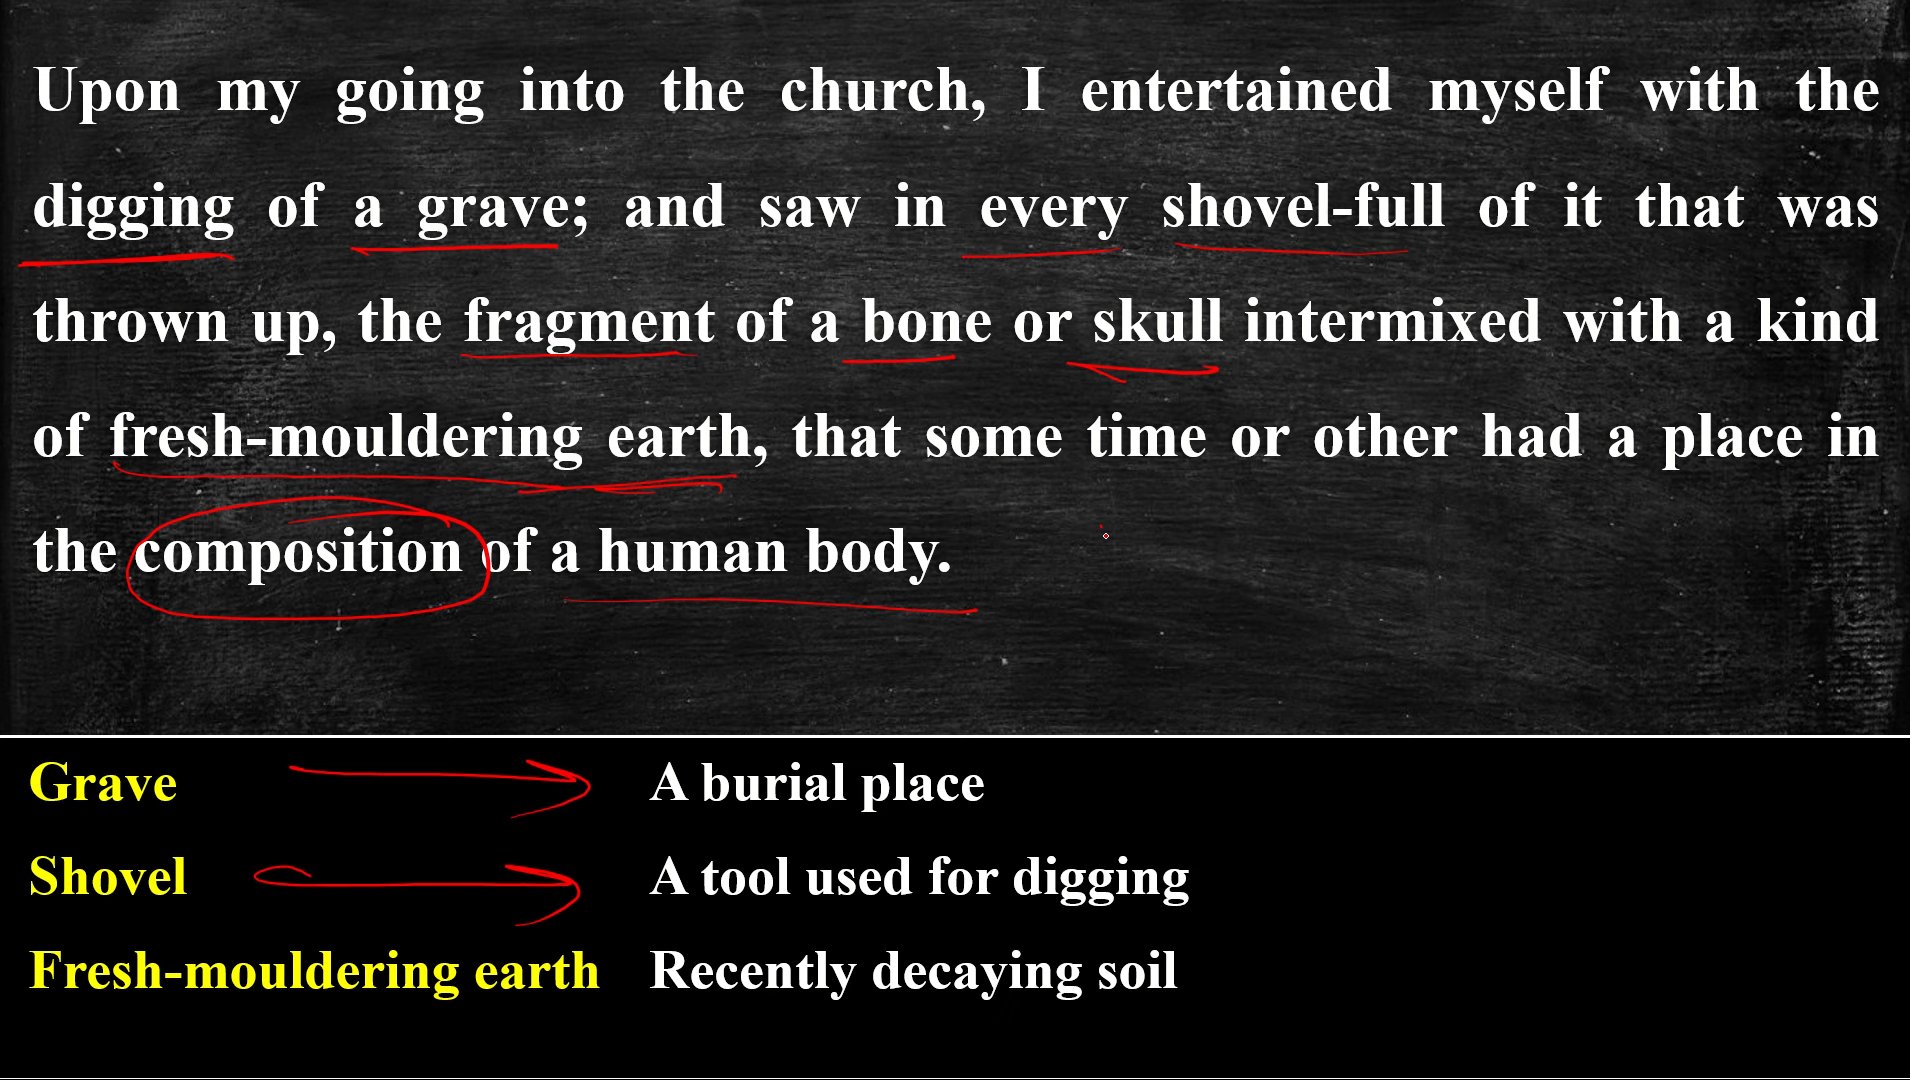 Upon my going into the church, I entertained myself with the
digging of a grave; and saw in every shovel-full of it that was
thrown up, the fragment of a bone or skull intermixed with a kind
of fresh-mouldering earth, that some time or other had a place in
the composition of a human body.
Grave A burial place
Shovel A tool used for digging
Fresh-mouldering earth Recently decaying soil